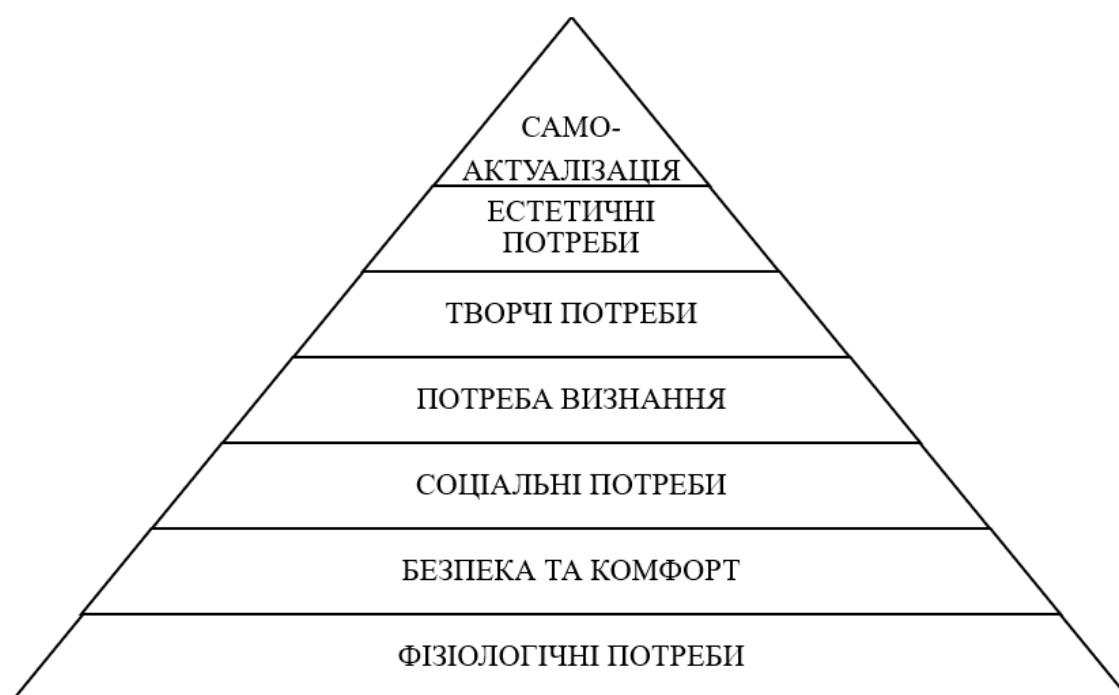 САМО-
АКТУАЛІЗАЦІЯ
ЕСТЕТИЧНІ
ПОТРЕБИ
ТВОРЧІ ПОТРЕБИ
ПОТРЕБА ВИЗНАННЯ
СОЦІАЛЬНІ ПОТРЕБИ
БЕЗПЕКА ТА КОМФОРТ
ФІЗІОЛОГІЧНІ ПОТРЕБИ